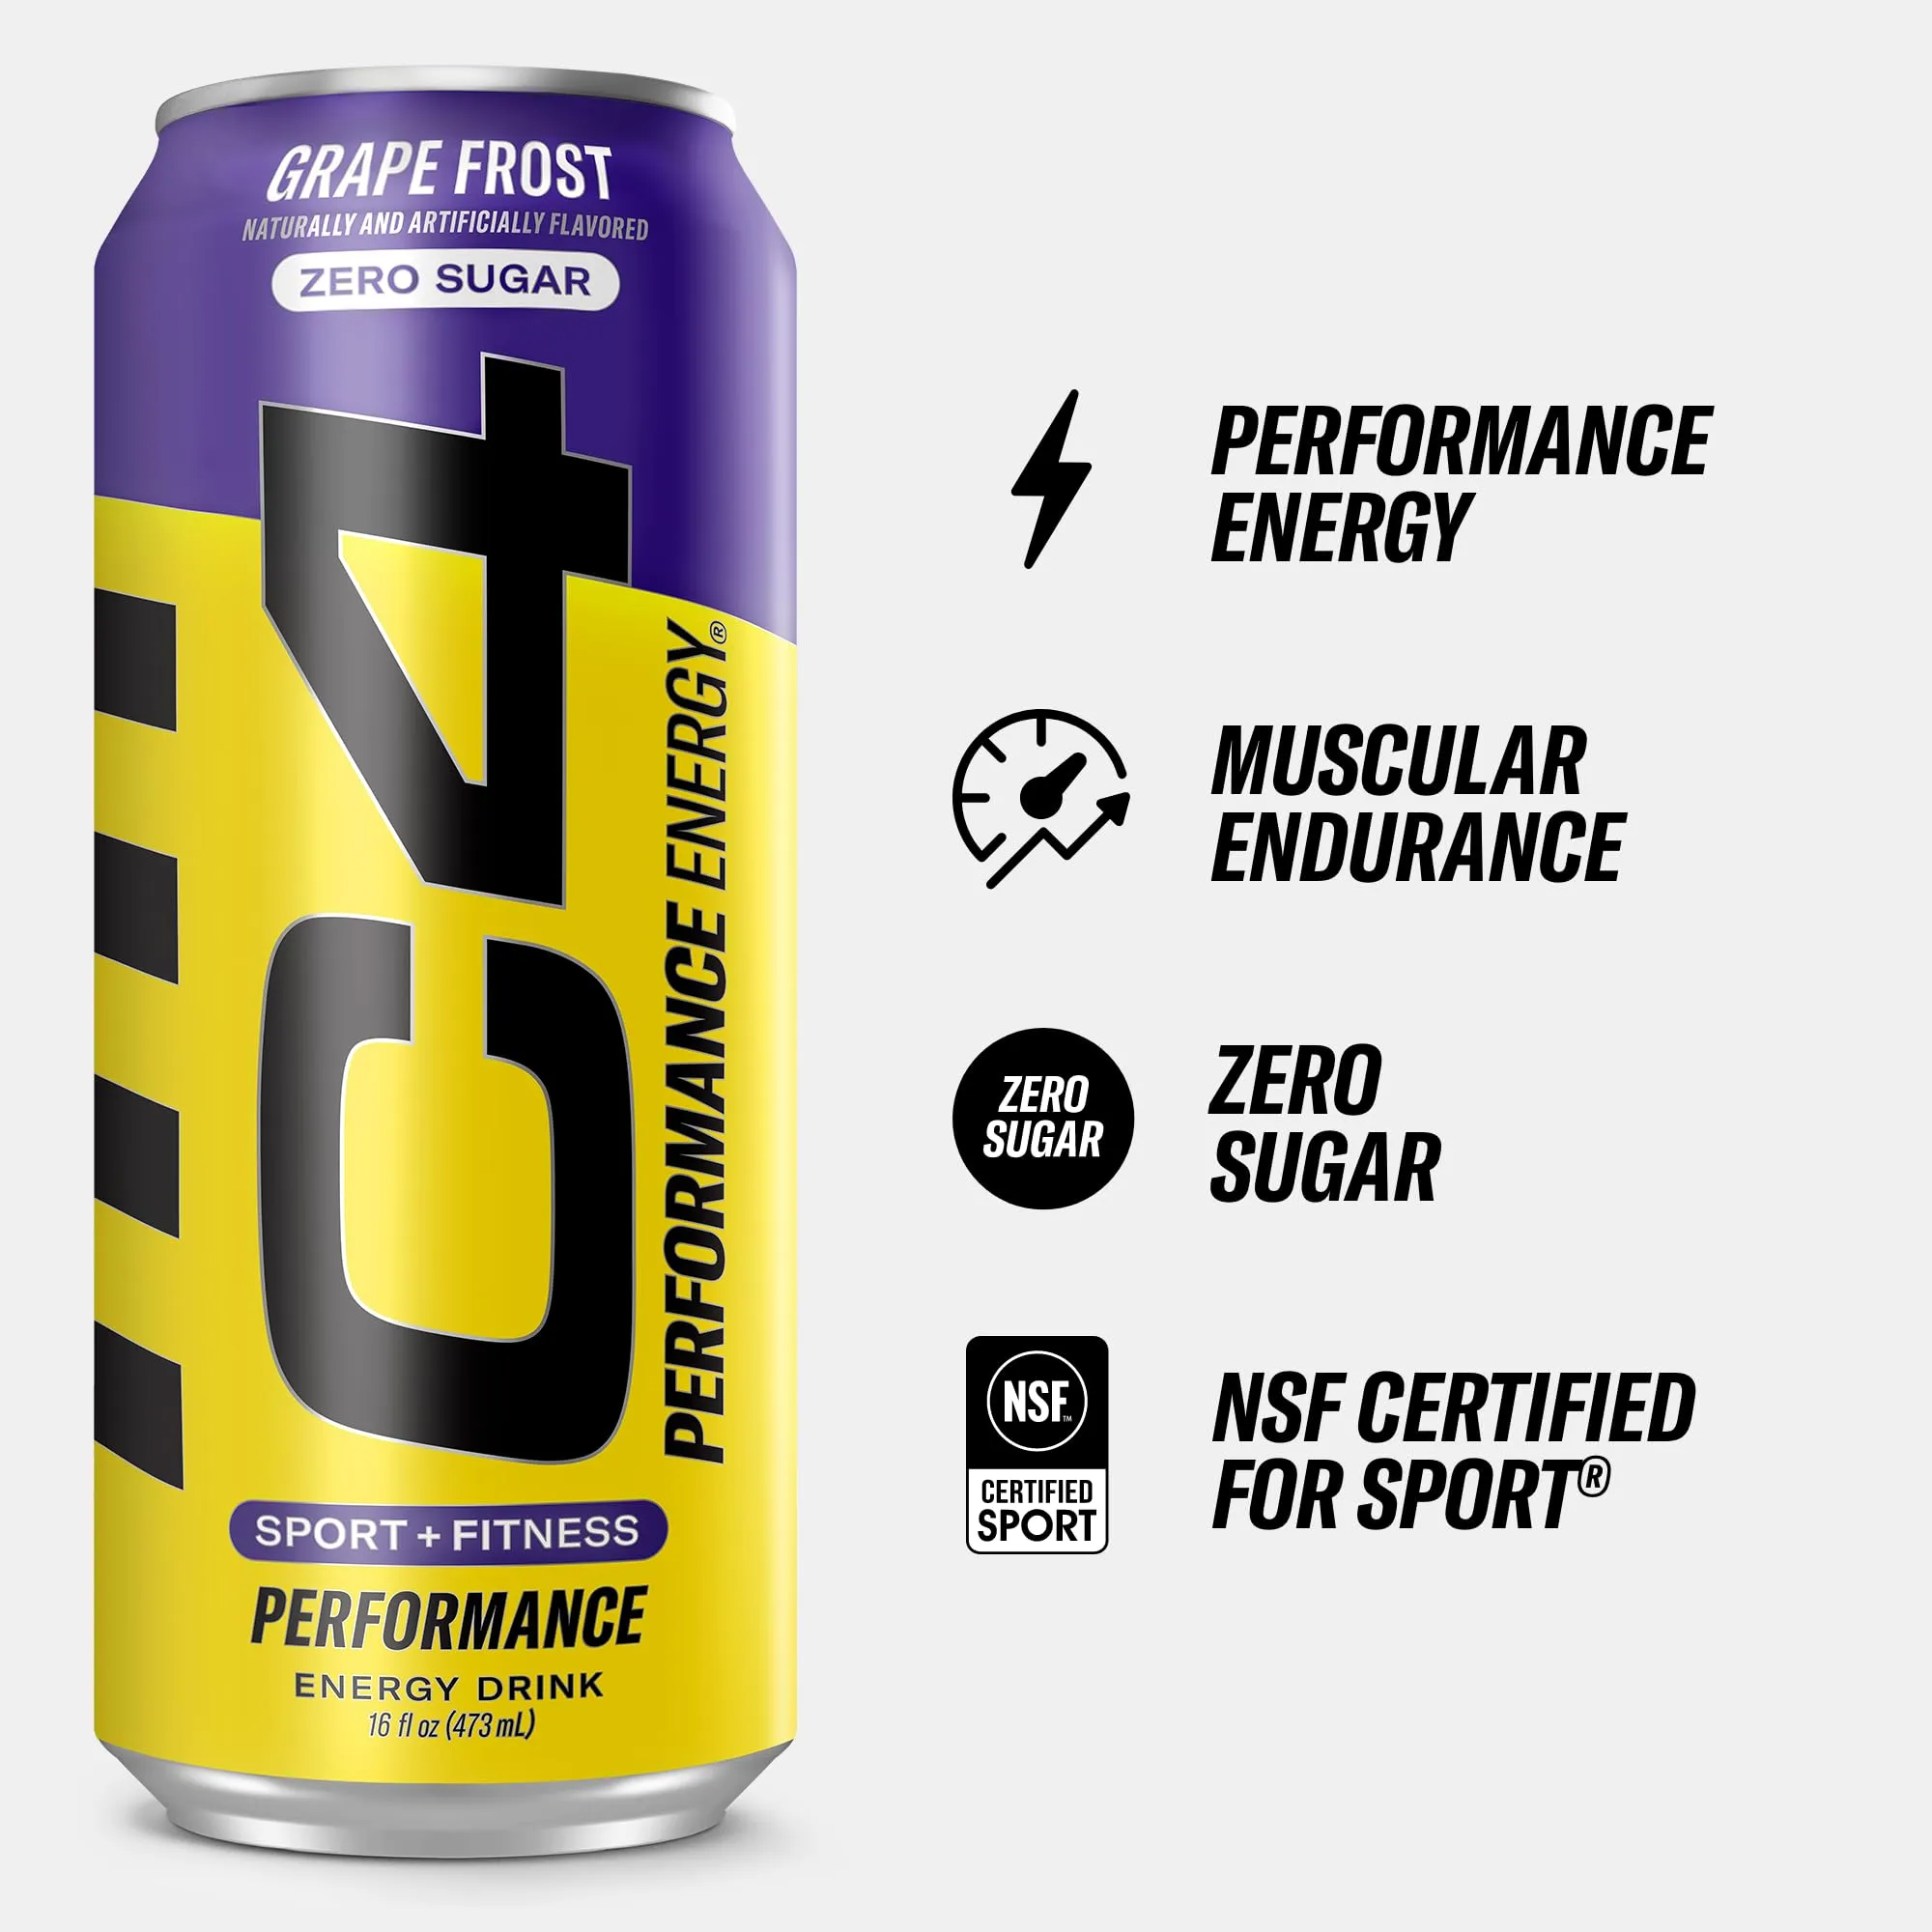 GRAPE FROST
NATURALLY AND ARTIFICIALLY FLAVORED
ZERO SUGAR
C4
PERFORMANCE ENERGY®
SPORT + FITNESS
PERFORMANCE
ENERGY DRINK
16 fl oz (473 mL)
PERFORMANCE
ENERGY
MUSCULAR
ENDURANCE
ZERO
SUGAR
ZERO
SUGAR
NSF™
CERTIFIED
SPORT
NSF CERTIFIED
FOR SPORT®